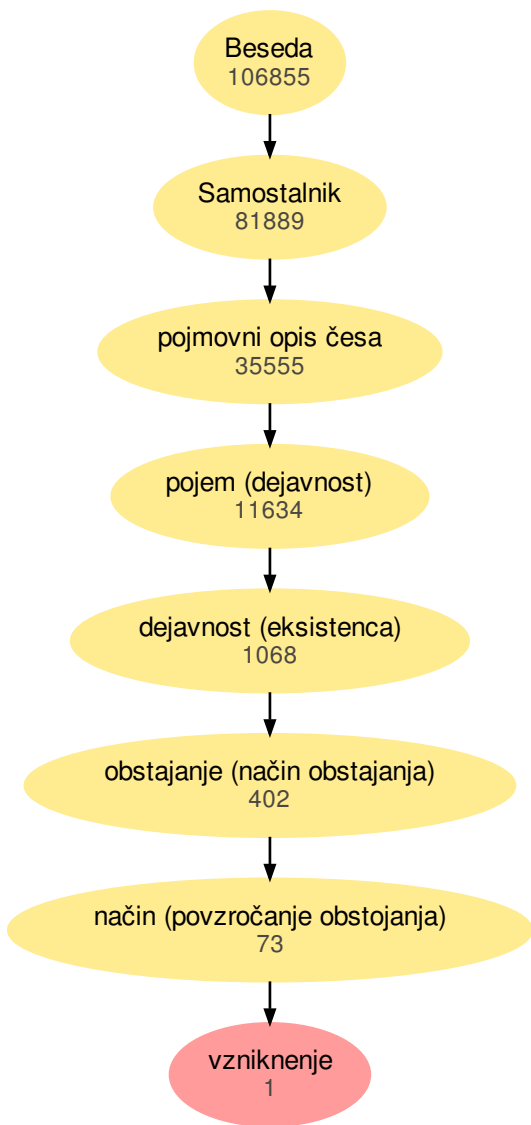 Beseda
106855
Samostalnik
81889
pojmovni opis česa
35555
pojem (dejavnost)
11634
dejavnost (eksistenca)
1068
obstajanje (način obstajanja)
402
način (povzročanje obstojanja)
73
vzniknenje
1